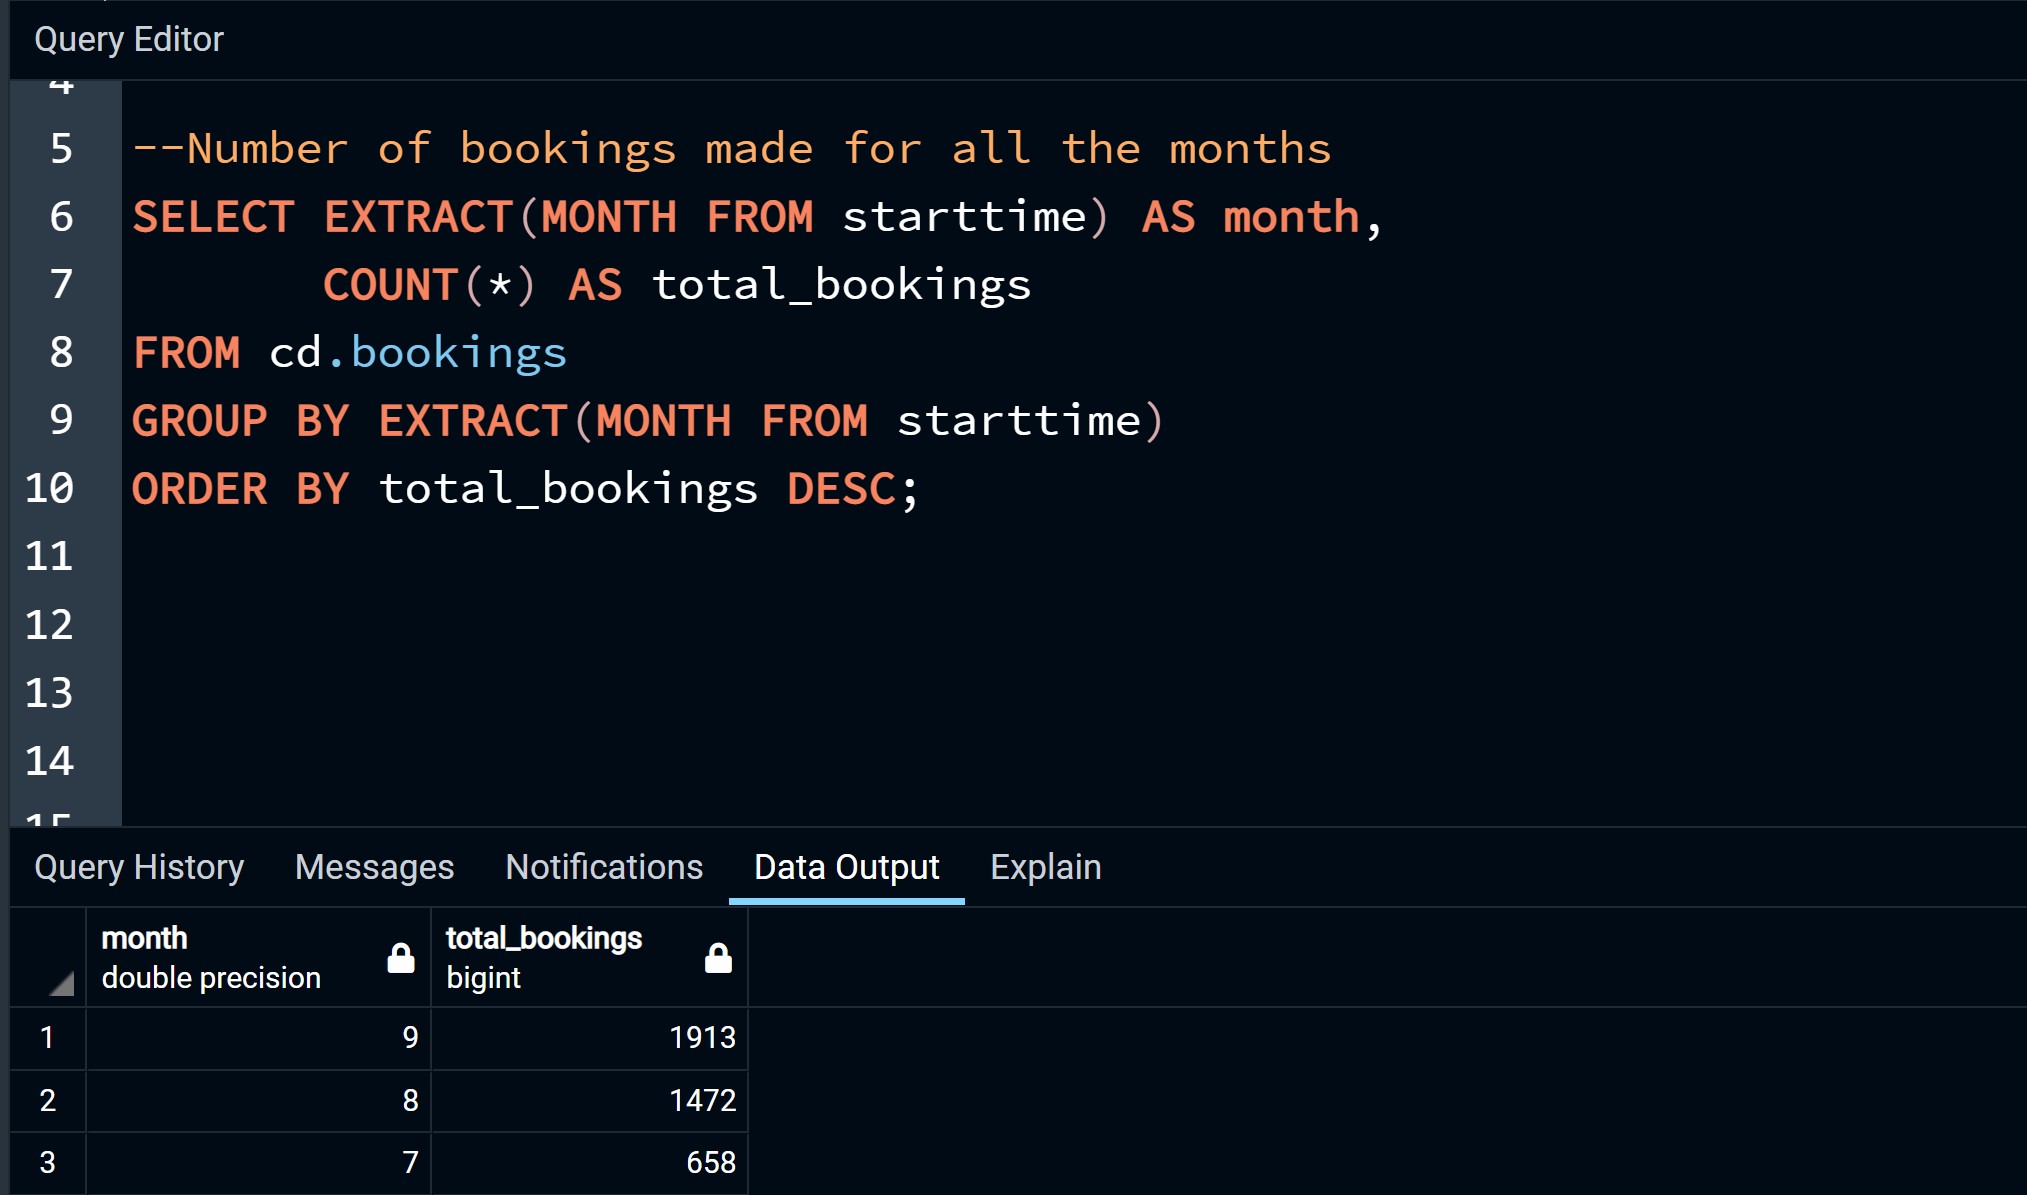 Query Editor
4
5 --Number of bookings made for all the months
6 SELECT EXTRACT(MONTH FROM starttime) AS month,
7 COUNT(*) AS total_bookings
8 FROM cd.bookings
9 GROUP BY EXTRACT(MONTH FROM starttime)
10 ORDER BY total_bookings DESC;
11
12
13
14
15
Query History Messages Notifications Data Output Explain
month total_bookings
double precision bigint
1 9 1913
2 8 1472
3 7 658